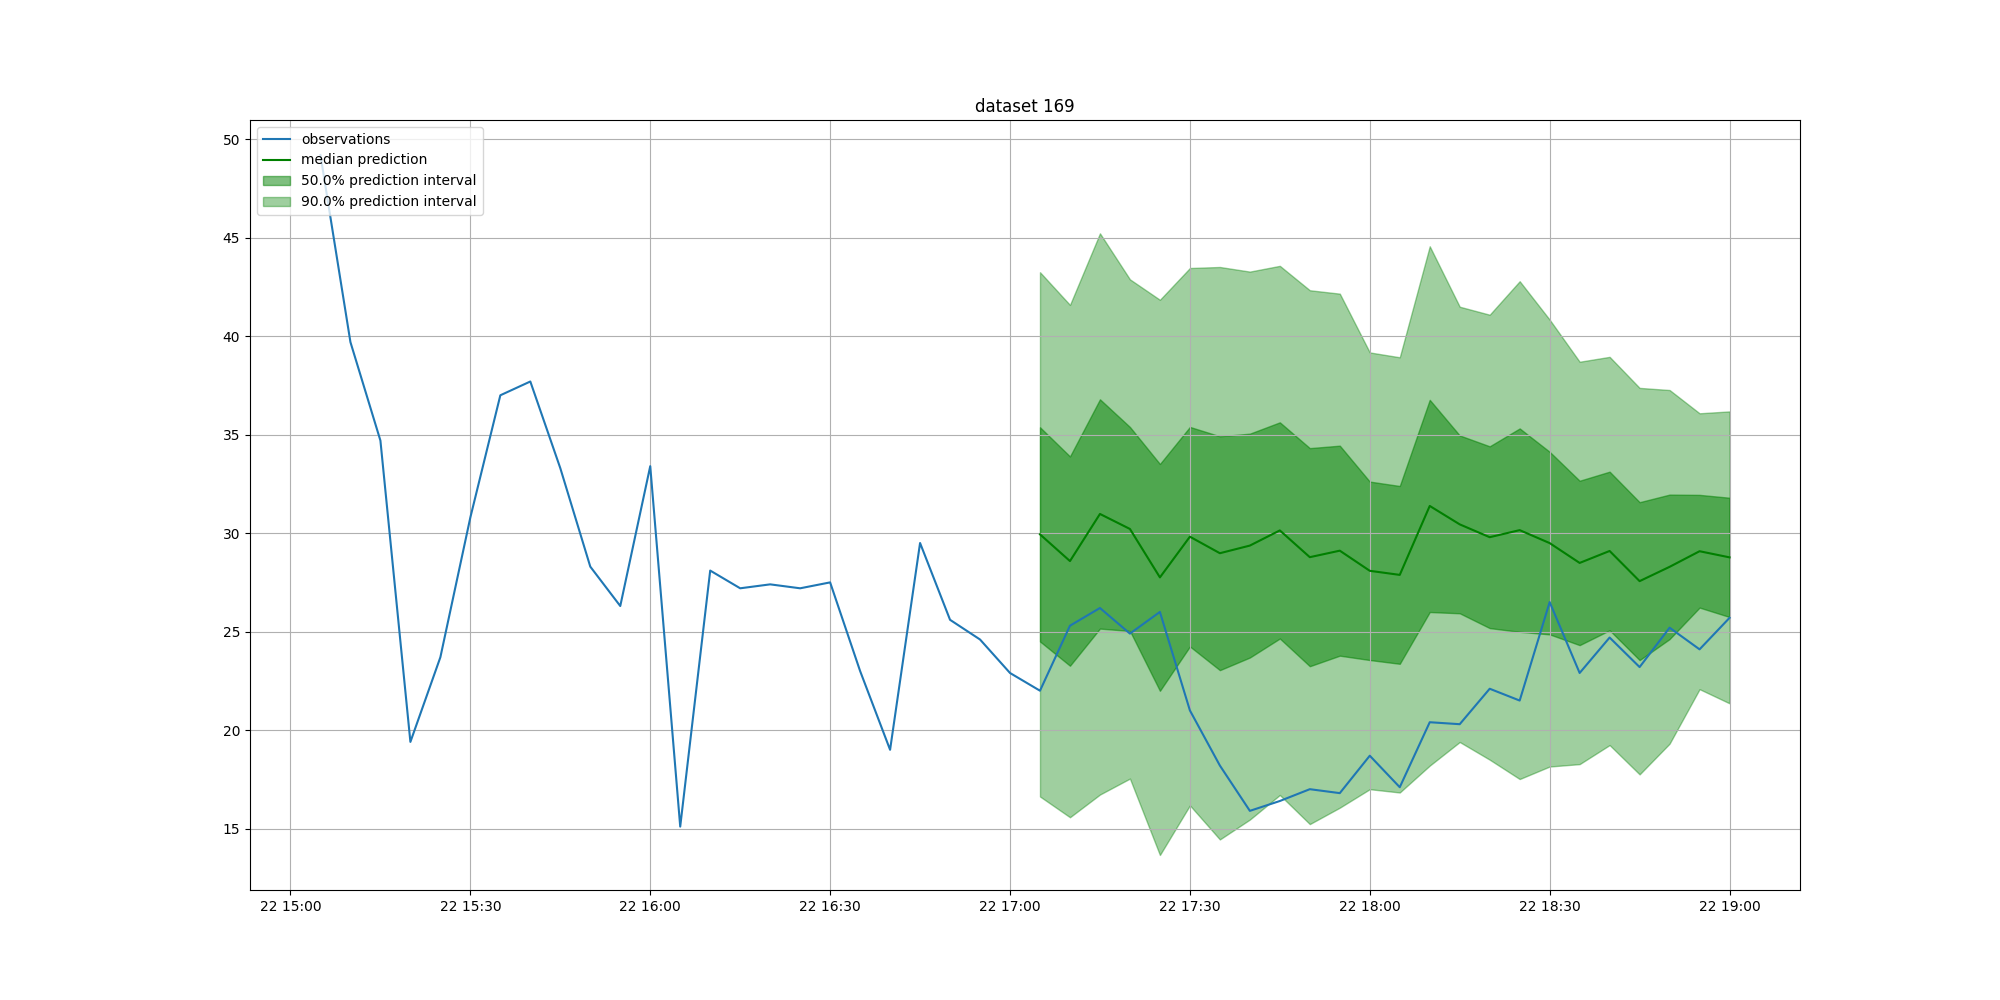 dataset 169
observations
median prediction
50.0% prediction interval
90.0% prediction interval
50
45
40
35
30
25
20
15
22 15:00 22 15:30 22 16:00 22 16:30 22 17:00 22 17:30 22 18:00 22 18:30 22 19:00